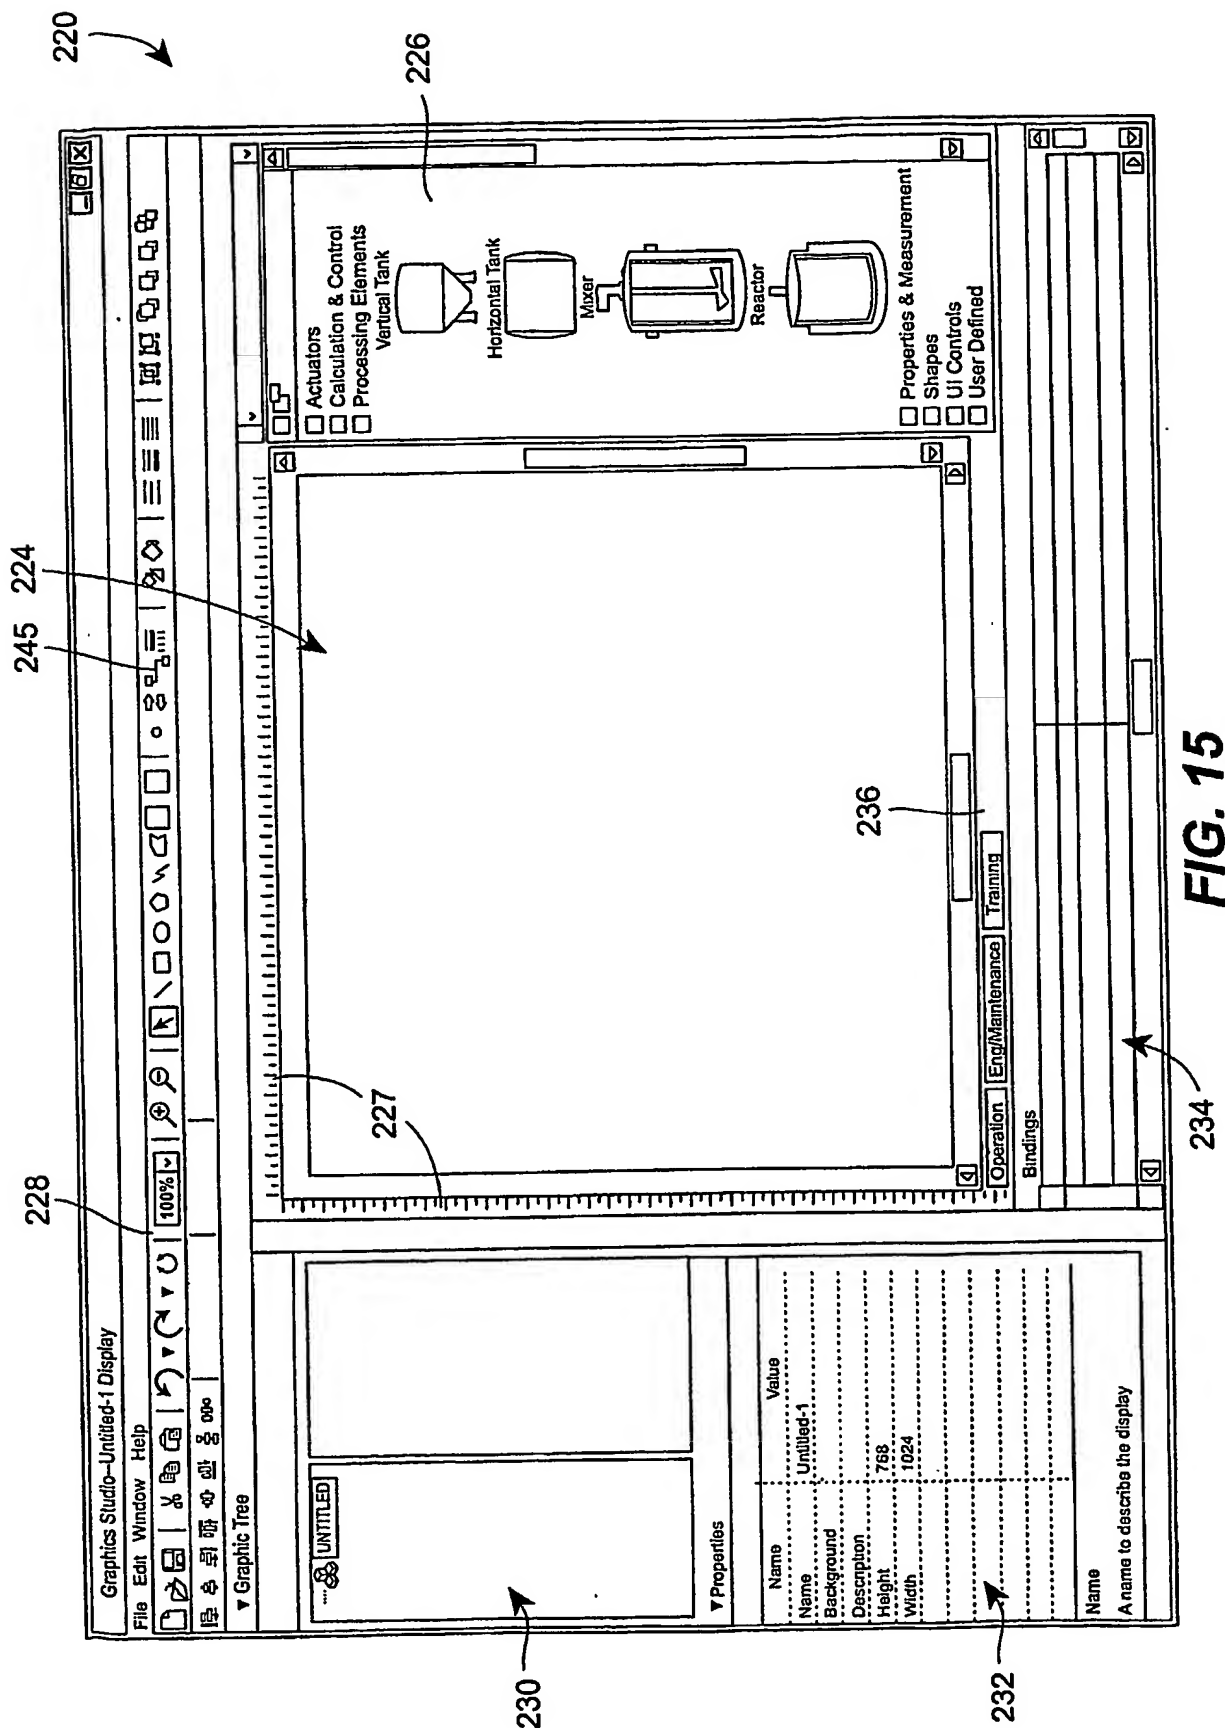 220
Graphics Studio--Untitled-1 Display
File Edit Window Help
228
100%
245
224
▼ Graphic Tree
UNTITLED
230
227
Actuators
Calculation & Control
Processing Elements
Vertical Tank
Horizontal Tank
Mixer
Reactor
Properties & Measurement
Shapes
UI Controls
User Defined
226
▼ Properties
Name Value
Name Untitled-1
Background
Description
Height 768
Width 1024
Name
A name to describe the display
232
Operation
Eng/Maintenance
Training
236
Bindings
234
FIG. 15